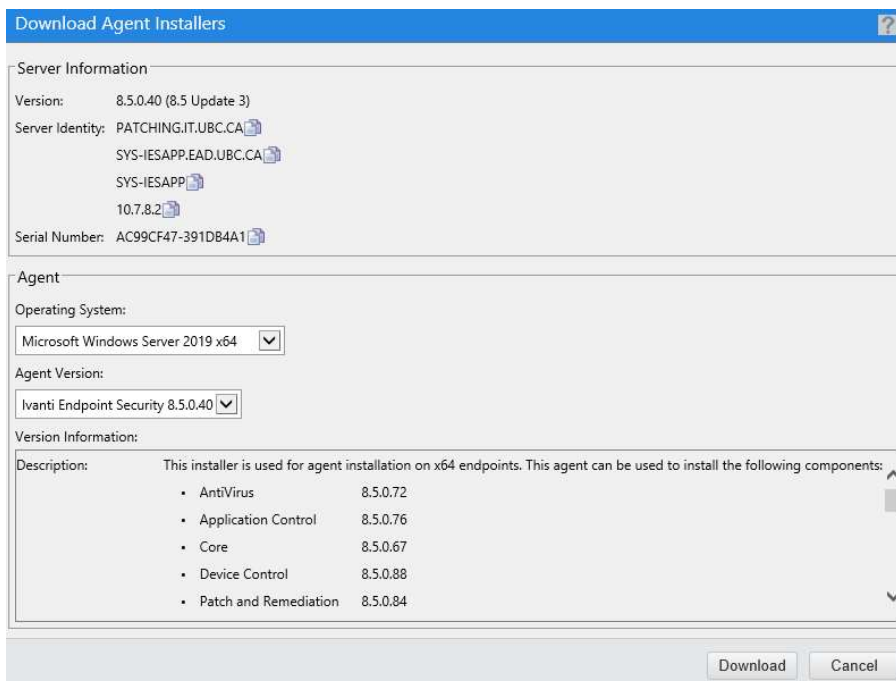 Download Agent Installers
?
Server Information
Version: 8.5.0.40 (8.5 Update 3)
Server Identity: PATCHING.IT.UBC.CA
SYS-IESAPP.EAD.UBC.CA
SYS-IESAPP
10.7.8.2
Serial Number: AC99CF47-391DB4A1
Agent
Operating System:
Microsoft Windows Server 2019 x64
Agent Version:
Ivanti Endpoint Security 8.5.0.40
Version Information:
Description: This installer is used for agent installation on x64 endpoints. This agent can be used to install the following components:
• AntiVirus 8.5.0.72
• Application Control 8.5.0.76
• Core 8.5.0.67
• Device Control 8.5.0.88
• Patch and Remediation 8.5.0.84
Download Cancel